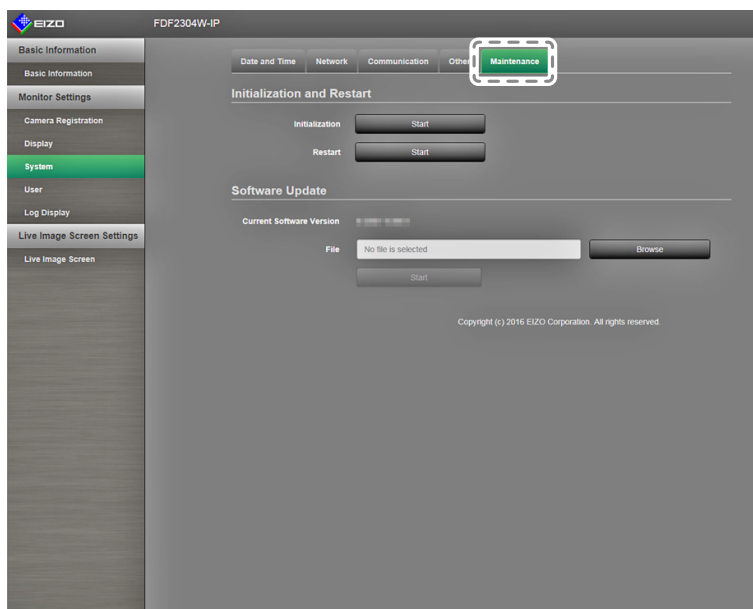 EIZO
FDF2304W-IP
Basic Information
Basic Information
Monitor Settings
Camera Registration
Display
System
User
Log Display
Live Image Screen Settings
Live Image Screen
Date and Time Network Communication Other Maintenance
Initialization and Restart
Initialization Start
Restart Start
Software Update
Current Software Version
File No file is selected Browse
Start
Copyright (c) 2016 EIZO Corporation. All rights reserved.